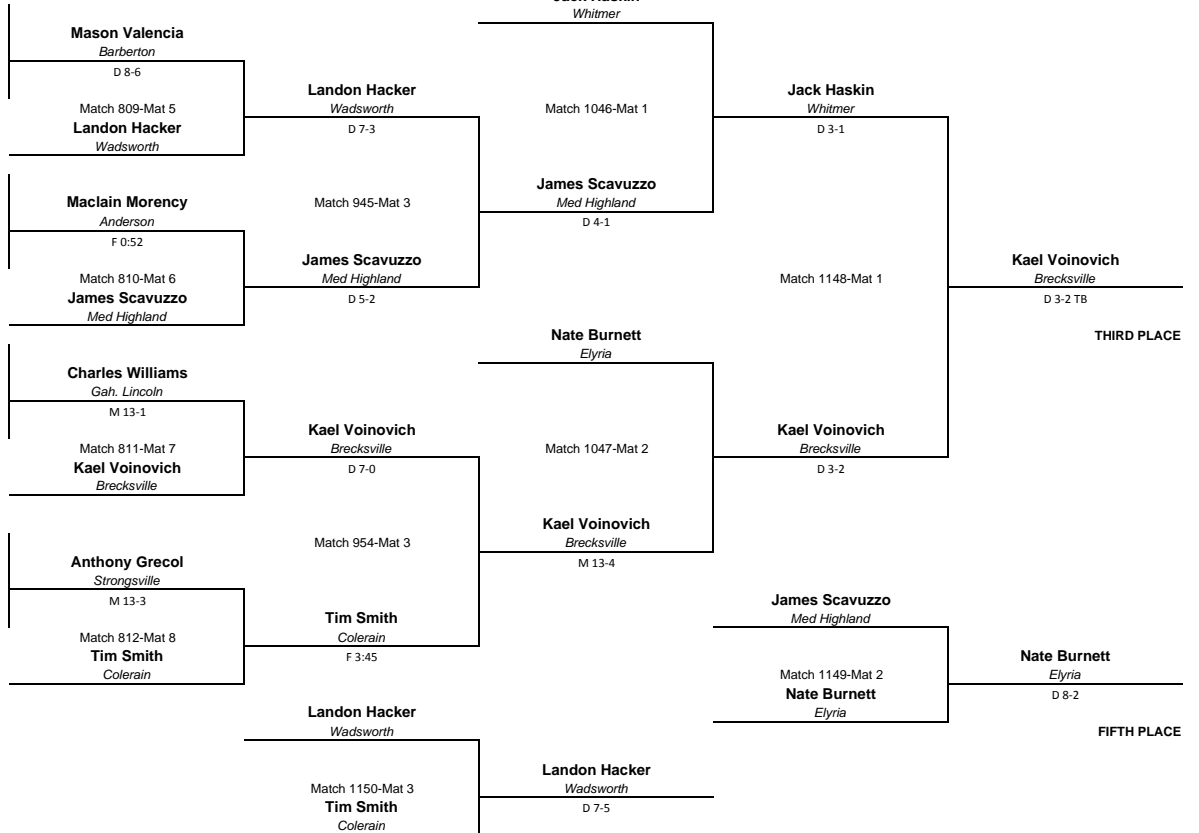 Jack Haskin
Whitmer
Mason Valencia
Barberton
D 8-6
Match 809-Mat 5
Landon Hacker
Wadsworth
Landon Hacker
Wadsworth
D 7-3
Match 1046-Mat 1
Jack Haskin
Whitmer
D 3-1
Maclain Morency
Anderson
F 0:52
Match 810-Mat 6
James Scavuzzo
Med Highland
Match 945-Mat 3
James Scavuzzo
Med Highland
D 5-2
James Scavuzzo
Med Highland
D 4-1
Match 1148-Mat 1
Kael Voinovich
Brecksville
D 3-2 TB
THIRD PLACE
Charles Williams
Gah. Lincoln
M 13-1
Match 811-Mat 7
Kael Voinovich
Brecksville
Kael Voinovich
Brecksville
D 7-0
Nate Burnett
Elyria
Match 1047-Mat 2
Kael Voinovich
Brecksville
D 3-2
Match 954-Mat 3
Kael Voinovich
Brecksville
M 13-4
Anthony Grecol
Strongsville
M 13-3
Match 812-Mat 8
Tim Smith
Colerain
Tim Smith
Colerain
F 3:45
James Scavuzzo
Med Highland
Match 1149-Mat 2
Nate Burnett
Elyria
Nate Burnett
Elyria
D 8-2
FIFTH PLACE
Landon Hacker
Wadsworth
Match 1150-Mat 3
Tim Smith
Colerain
Landon Hacker
Wadsworth
D 7-5